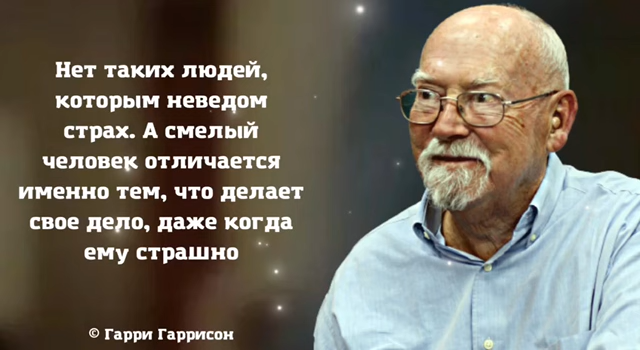 Нет таких людей,
которым неведом
страх. А смелый
человек отличается
именно тем, что делает
свое дело, даже когда
ему страшно
© Гарри Гаррисон